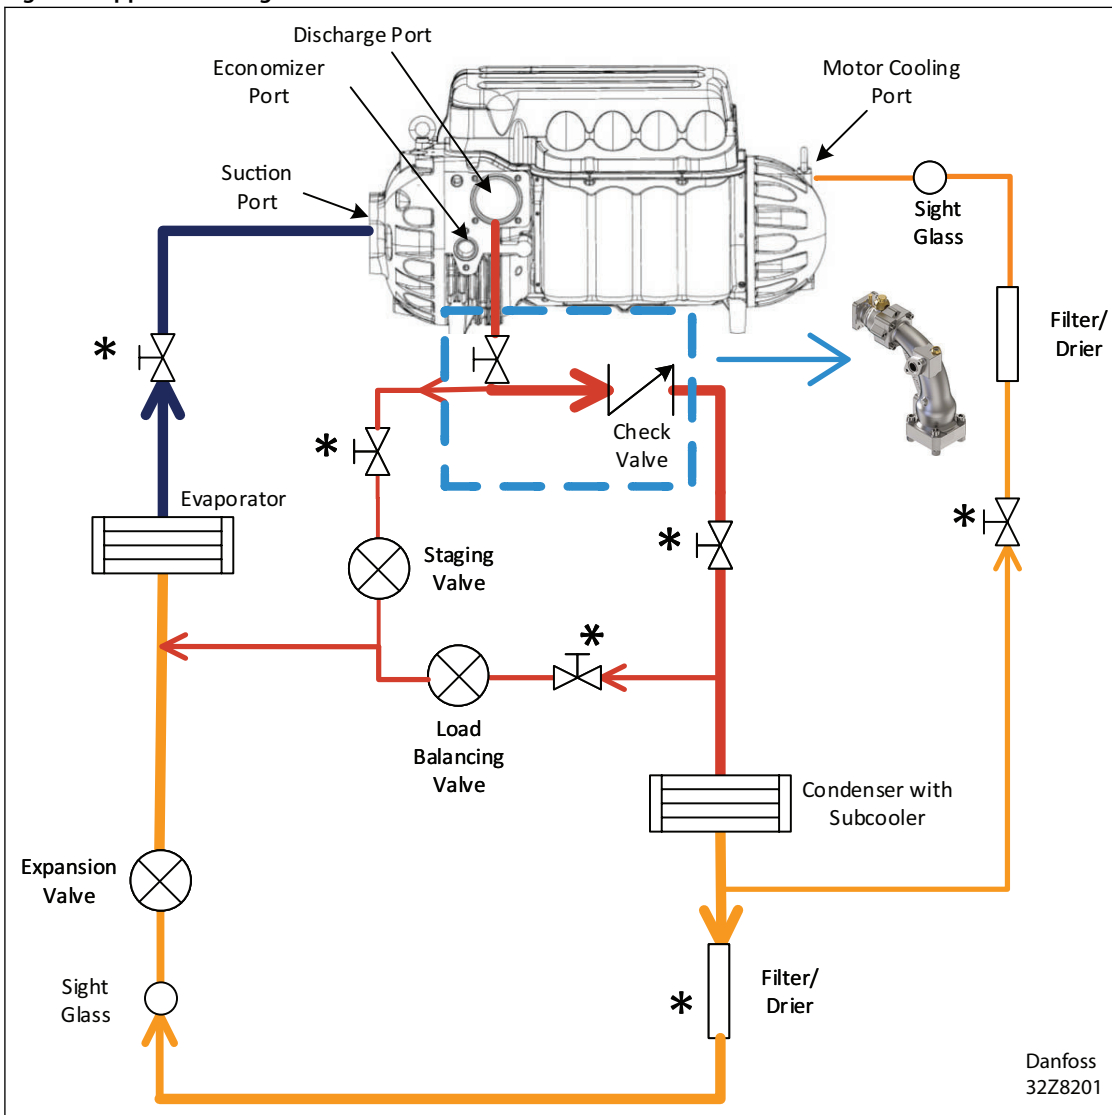 Discharge Port
Economizer
Port
Motor Cooling
Port
Suction
Port
Sight
Glass
Filter/
Drier
Check
Valve
*
*
*
*
Evaporator
Staging
Valve
*
Load
Balancing
Valve
Condenser with
Subcooler
Expansion
Valve
Sight
Glass
*
Filter/
Drier
Danfoss
32Z8201